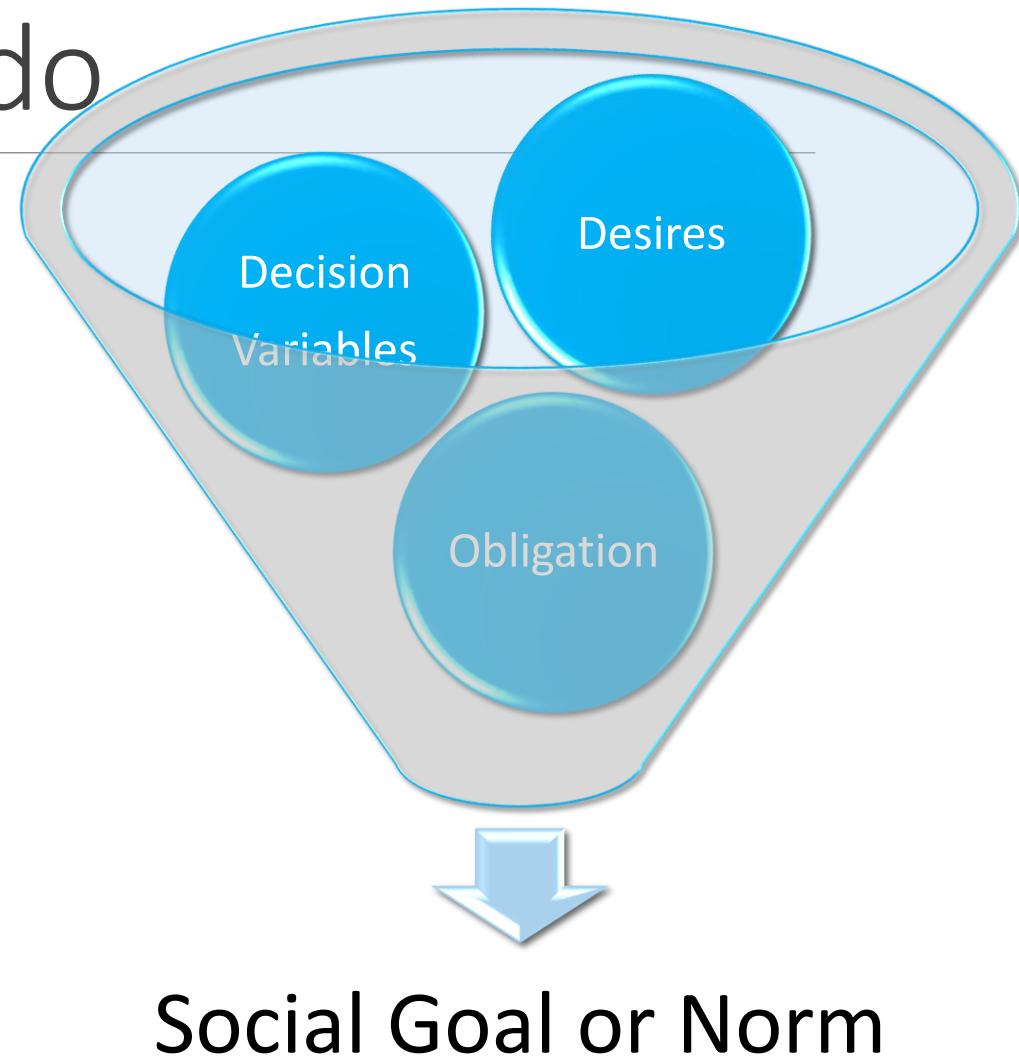 do
Desires
Decision
Variables
Obligation
Social Goal or Norm